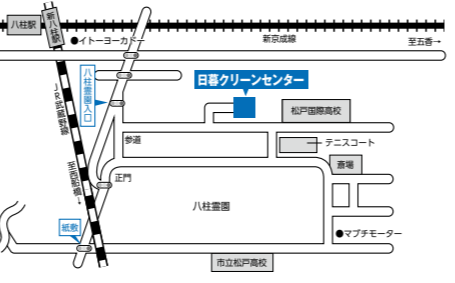 八柱駅
新八柱駅
●イトーヨーカドー
新京成線
至五香→
八柱霊園入口
日暮クリーンセンター
JR武蔵野線
松戸国際高校
参道
テニスコート
斎場
至西船橋→
正門
八柱霊園
紙敷
●マブチモーター
市立松戸高校